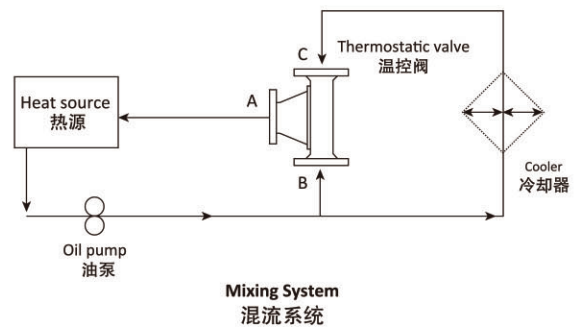 C
Thermostatic valve
温控阀
A
Heat source
热源
B
Cooler
冷却器
Oil pump
油泵
Mixing System
混流系统